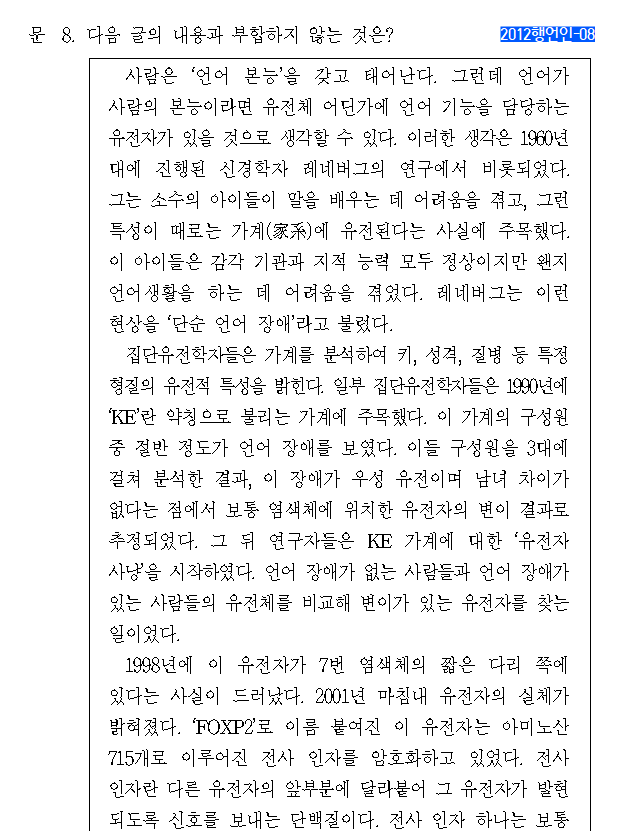 문 8. 다음 글의 내용과 부합하지 않는 것은?
2012행언인-08
사람은 '언어 본능'을 갖고 태어난다. 그런데 언어가
사람의 본능이라면 유전체 어딘가에 언어 기능을 담당하는
유전자가 있을 것으로 생각할 수 있다. 이러한 생각은 1960년
대에 진행된 신경학자 레네버그의 연구에서 비롯되었다.
그는 소수의 아이들이 말을 배우는 데 어려움을 겪고, 그런
특성이 때로는 가계(家系)에 유전된다는 사실에 주목했다.
이 아이들은 감각 기관과 지적 능력 모두 정상이지만 왠지
언어생활을 하는 데 어려움을 겪었다. 레네버그는 이런
현상을 '단순 언어 장애'라고 불렀다.
집단유전학자들은 가계를 분석하여 키, 성격, 질병 등 특정
형질의 유전적 특성을 밝힌다. 일부 집단유전학자들은 1990년에
'KE'란 약칭으로 불리는 가계에 주목했다. 이 가계의 구성원
중 절반 정도가 언어 장애를 보였다. 이들 구성원을 3대에
걸쳐 분석한 결과, 이 장애가 우성 유전이며 남녀 차이가
없다는 점에서 보통 염색체에 위치한 유전자의 변이 결과로
추정되었다. 그 뒤 연구자들은 KE 가계에 대한 '유전자
사냥'을 시작하였다. 언어 장애가 없는 사람들과 언어 장애가
있는 사람들의 유전체를 비교해 변이가 있는 유전자를 찾는
일이었다.
1998년에 이 유전자가 7번 염색체의 짧은 다리 쪽에
있다는 사실이 드러났다. 2001년 마침내 유전자의 실체가
밝혀졌다. 'FOXP2'로 이름 붙여진 이 유전자는 아미노산
715개로 이루어진 전사 인자를 암호화하고 있었다. 전사
인자란 다른 유전자의 앞부분에 달라붙어 그 유전자가 발현
되도록 신호를 보내는 단백질이다. 전사 인자 하나는 보통